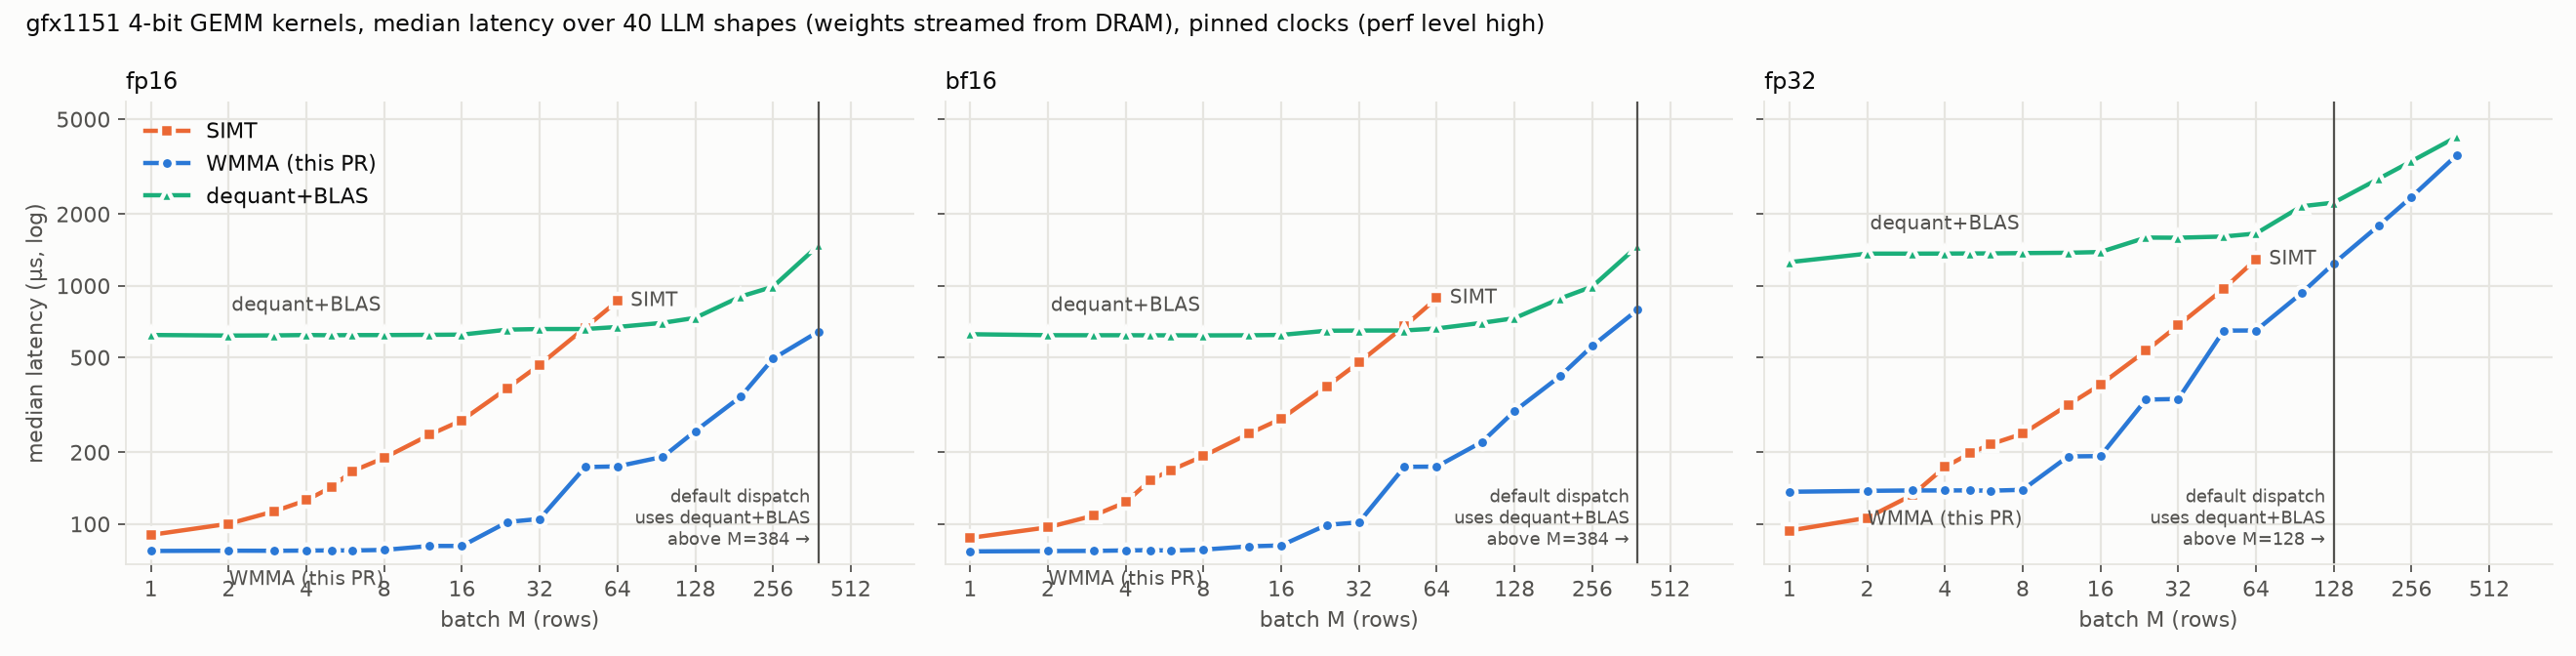 gfx1151 4-bit GEMM kernels, median latency over 40 LLM shapes (weights streamed from DRAM), pinned clocks (perf level high)
fp16
5000
2000
1000
500
200
100
median latency (µs, log)
SIMT
WMMA (this PR)
dequant+BLAS
dequant+BLAS
SIMT
default dispatch
uses dequant+BLAS
above M=384 →
WMMA (this PR)
1 2 4 8 16 32 64 128 256 512
batch M (rows)
bf16
dequant+BLAS
SIMT
default dispatch
uses dequant+BLAS
above M=384 →
WMMA (this PR)
1 2 4 8 16 32 64 128 256 512
batch M (rows)
fp32
dequant+BLAS
SIMT
WMMA (this PR)
default dispatch
uses dequant+BLAS
above M=128 →
1 2 4 8 16 32 64 128 256 512
batch M (rows)